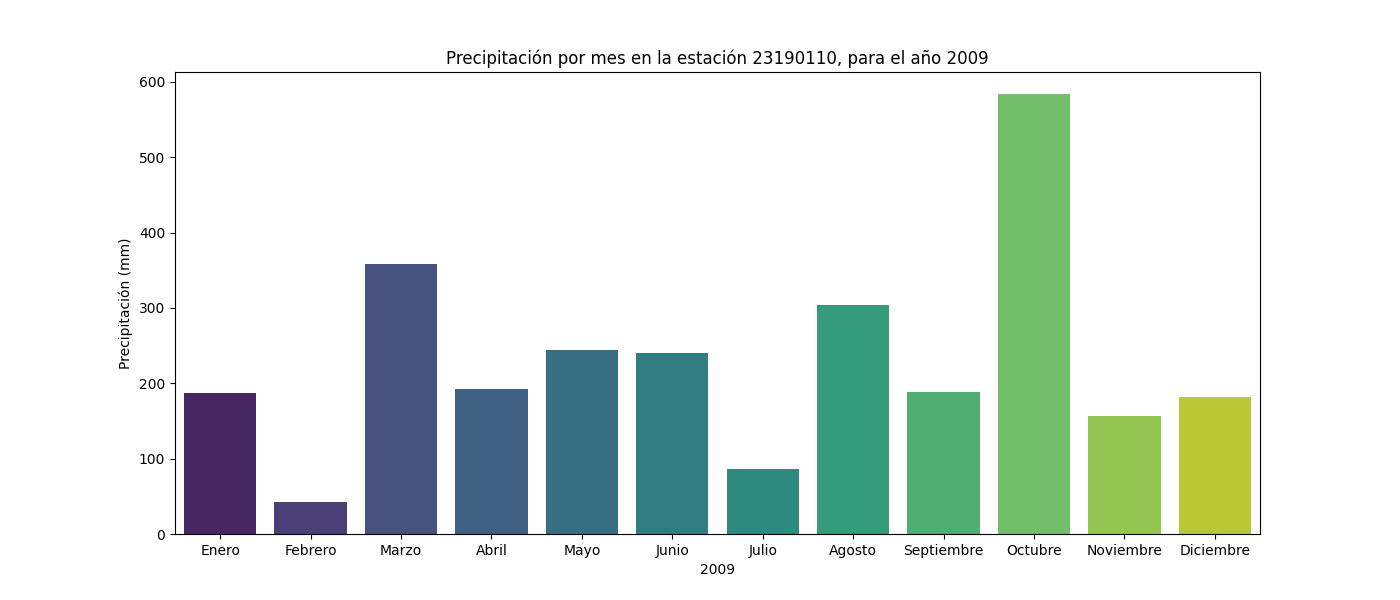 Precipitación por mes en la estación 23190110, para el año 2009
600
500
400
300
200
100
0
Precipitación (mm)
Enero Febrero Marzo Abril Mayo Junio Julio Agosto Septiembre Octubre Noviembre Diciembre
2009